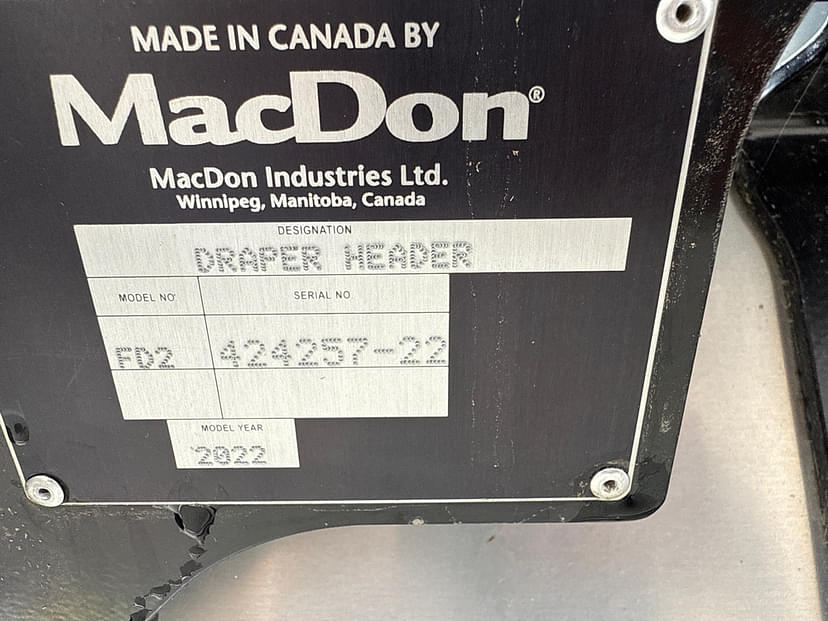 MADE IN CANADA BY
MacDon®
MacDon Industries Ltd.
Winnipeg, Manitoba, Canada
DESIGNATION
DRAPER HEADER
MODEL NO SERIAL NO
FD2 424257-22
MODEL YEAR
2022